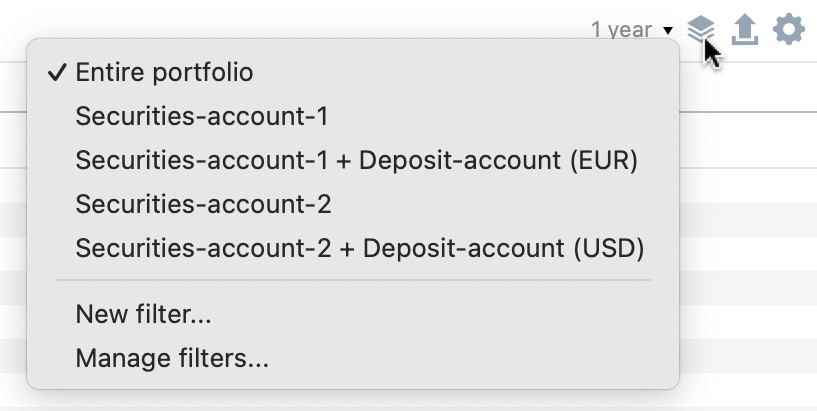 1 year
Entire portfolio
Securities-account-1
Securities-account-1 + Deposit-account (EUR)
Securities-account-2
Securities-account-2 + Deposit-account (USD)
New filter...
Manage filters...